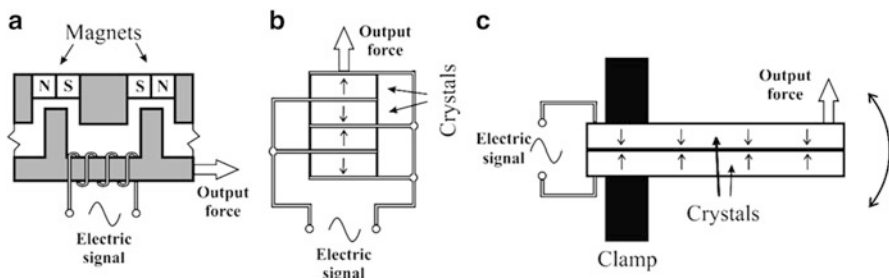 a
Magnets
N S
S N
Output
force
Electric
signal
b
Output
force
Crystals
Electric
signal
c
Output
force
Electric
signal
Crystals
Clamp